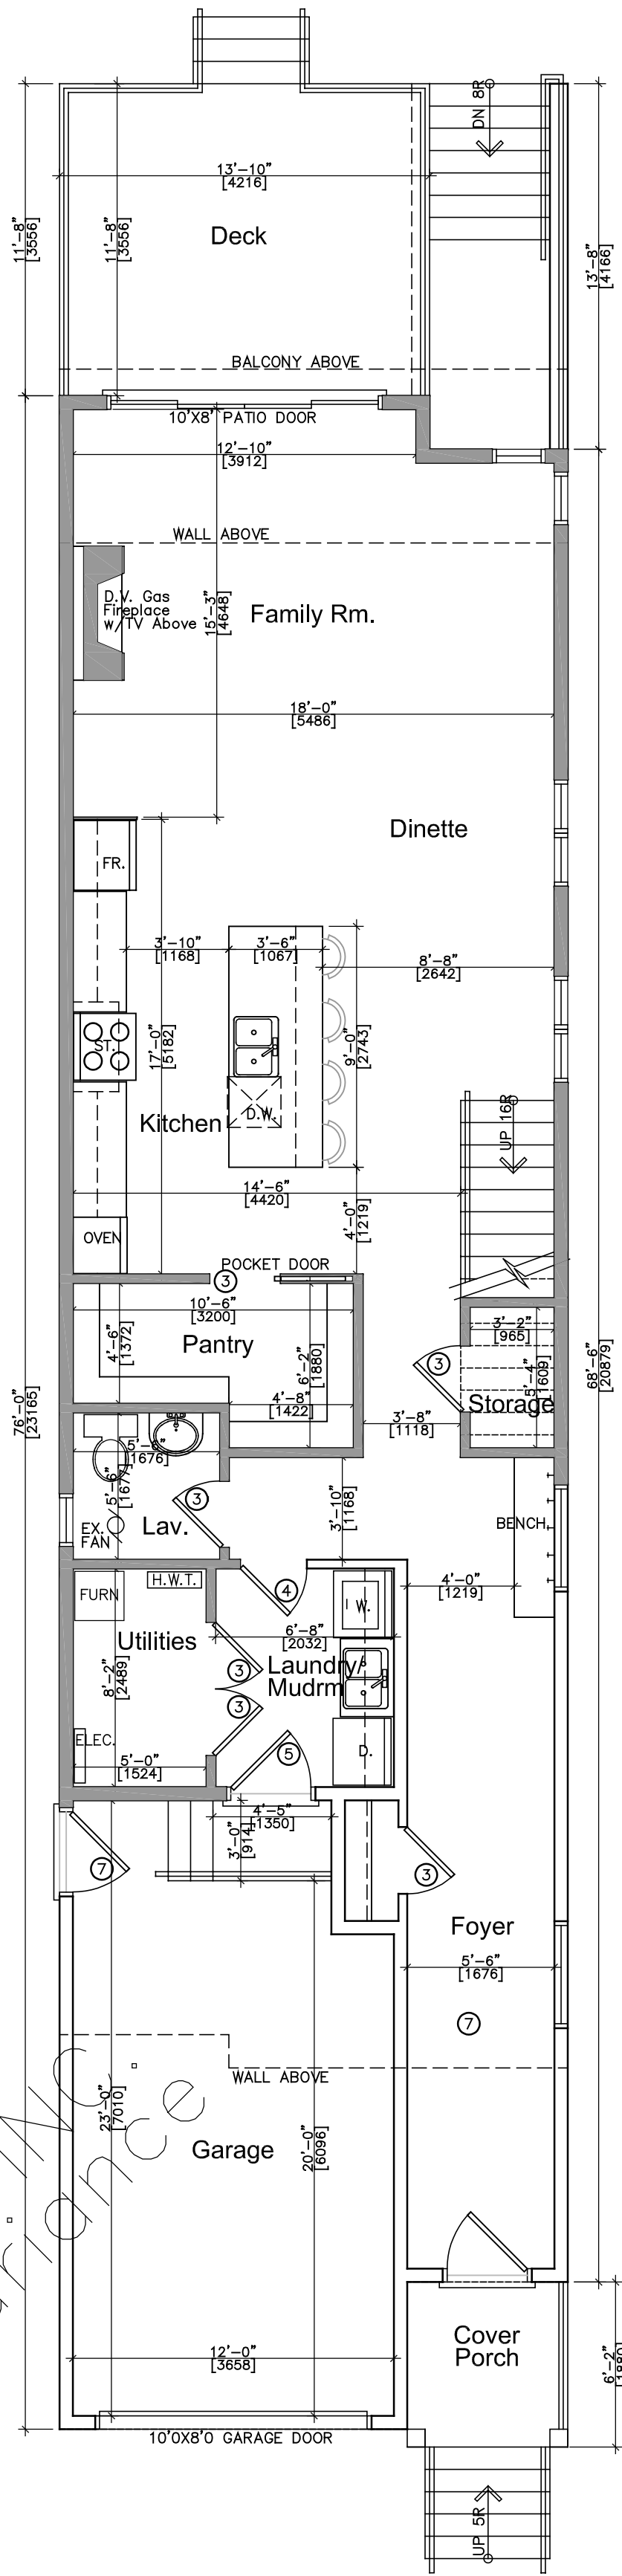 DN 8R
13'-10"
[4216]
11'-8"
[3556]
11'-8"
[3556]
Deck
13'-8"
[4166]
BALCONY ABOVE
10'X8' PATIO DOOR
12'-10"
[3912]
WALL ABOVE
D.V. Gas
Fireplace
w/TV Above
15'-3"
[4648]
Family Rm.
18'-0"
[5486]
Dinette
FR.
3'-10"
[1168]
3'-6"
[1067]
8'-8"
[2642]
ST.
17'-0"
[5182]
9'-0"
[2743]
Kitchen
D.W.
UP 16R
14'-6"
[4420]
4'-0"
[1219]
OVEN
POCKET DOOR
3
10'-6"
[3200]
Pantry
4'-6"
[1372]
6'-2"
[1880]
4'-8"
[1422]
3'-2"
[965]
3
5'-4"
[1609]
Storage
68'-6"
[20879]
76'-0"
[23165]
3'-8"
[1118]
5'-6"
[1676]
5'-6"
[1677]
3
EX.
FAN
Lav.
3'-10"
[1168]
BENCH
4'-0"
[1219]
FURN
H.W.T.
4
W.
Utilities
6'-8"
[2032]
Laundry/
Mudrm
3
8'-2"
[2489]
3
ELEC.
5'-0"
[1524]
5
D.
4'-5"
[1350]
3'-0"
[914]
7
3
Foyer
5'-6"
[1676]
7
WALL ABOVE
23'-0"
[7010]
Garage
20'-0"
[6096]
12'-0"
[3658]
Cover
Porch
6'-2"
[1880]
10'0X8'0 GARAGE DOOR
UP 5R